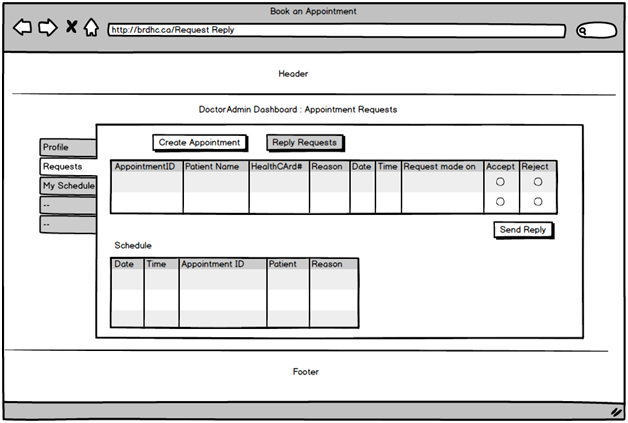 Book an Appointment
http://brdhc.ca/Request Reply
Header
DoctorAdmin Dashboard : Appointment Requests
Profile
Requests
My Schedule
--
--
Create Appointment
Reply Requests
AppointmentID Patient Name HealthCArd# Reason Date Time Request made on Accept Reject
Send Reply
Schedule
Date Time Appointment ID Patient Reason
Footer